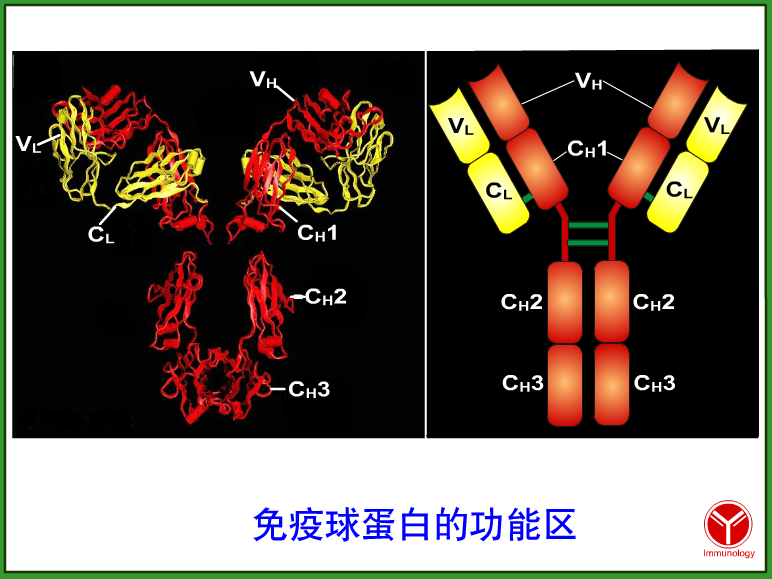 VH
VL
CL
CH1
CH2
CH3
VH
VL
VL
CH1
CL
CL
CH2
CH2
CH3
CH3
免疫球蛋白的功能区
Immunology